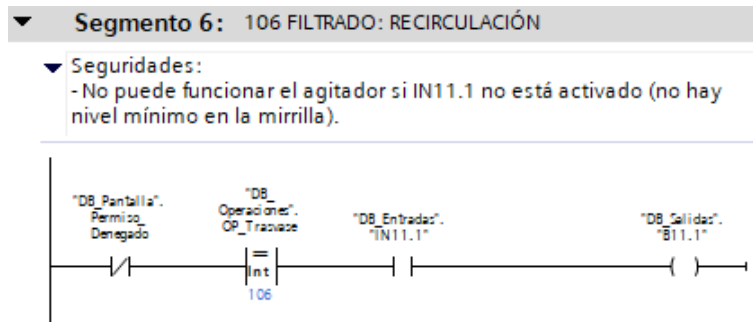 Segmento 6: 106 FILTRADO: RECIRCULACIÓN
Seguridades:
- No puede funcionar el agitador si IN11.1 no está activado (no hay
nivel mínimo en la mirrilla).
"DB_Pantalla".
Permiso_
Denegado
"DB_
Operaciones".
OP_Trasvase
"DB_Entradas".
"IN11.1"
"DB_Salidas".
"B11.1"
=
Int
106